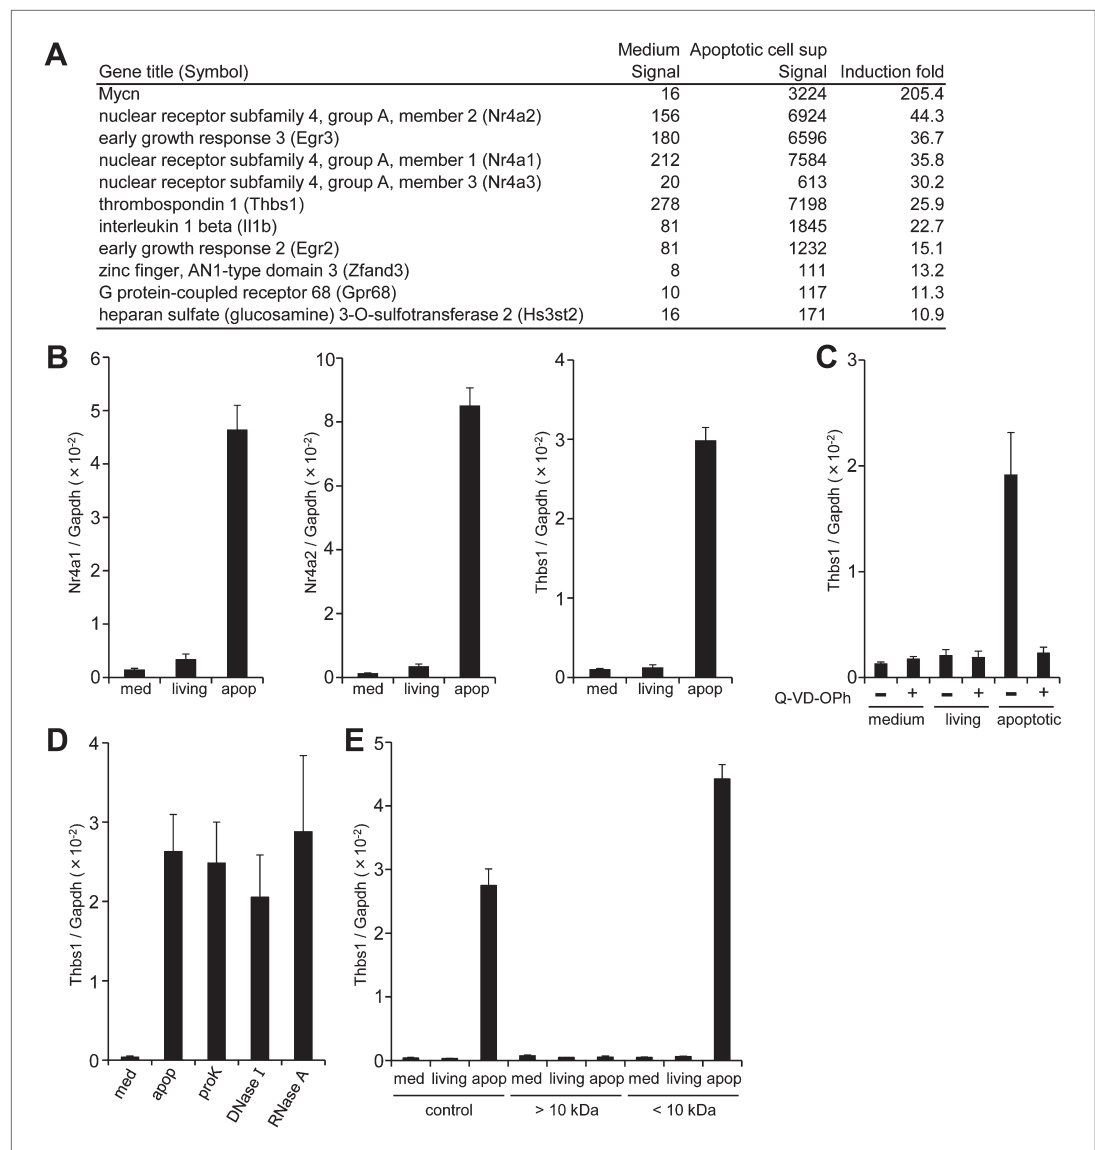 A
Medium Apoptotic cell sup
Gene title (Symbol) Signal Signal Induction fold
Mycn 16 3224 205.4
nuclear receptor subfamily 4, group A, member 2 (Nr4a2) 156 6924 44.3
early growth response 3 (Egr3) 180 6596 36.7
nuclear receptor subfamily 4, group A, member 1 (Nr4a1) 212 7584 35.8
nuclear receptor subfamily 4, group A, member 3 (Nr4a3) 20 613 30.2
thrombospondin 1 (Thbs1) 278 7198 25.9
interleukin 1 beta (Il1b) 81 1845 22.7
early growth response 2 (Egr2) 81 1232 15.1
zinc finger, AN1-type domain 3 (Zfand3) 8 111 13.2
G protein-coupled receptor 68 (Gpr68) 10 117 11.3
heparan sulfate (glucosamine) 3-O-sulfotransferase 2 (Hs3st2) 16 171 10.9
B
Nr4a1 / Gapdh (×10-2)
6
5
4
3
2
1
0
med living apop
Nr4a2 / Gapdh (×10-2)
10
8
6
4
2
0
med living apop
Thbs1 / Gapdh (×10-2)
4
3
2
1
0
med living apop
C
Thbs1 / Gapdh (×10-2)
3
2
1
0
Q-VD-OPh − + − + − +
medium living apoptotic
D
Thbs1 / Gapdh (×10-2)
4
3
2
1
0
med apop proK DNase I RNase A
E
Thbs1 / Gapdh (×10-2)
5
4
3
2
1
0
med living apop med living apop med living apop
control > 10 kDa < 10 kDa